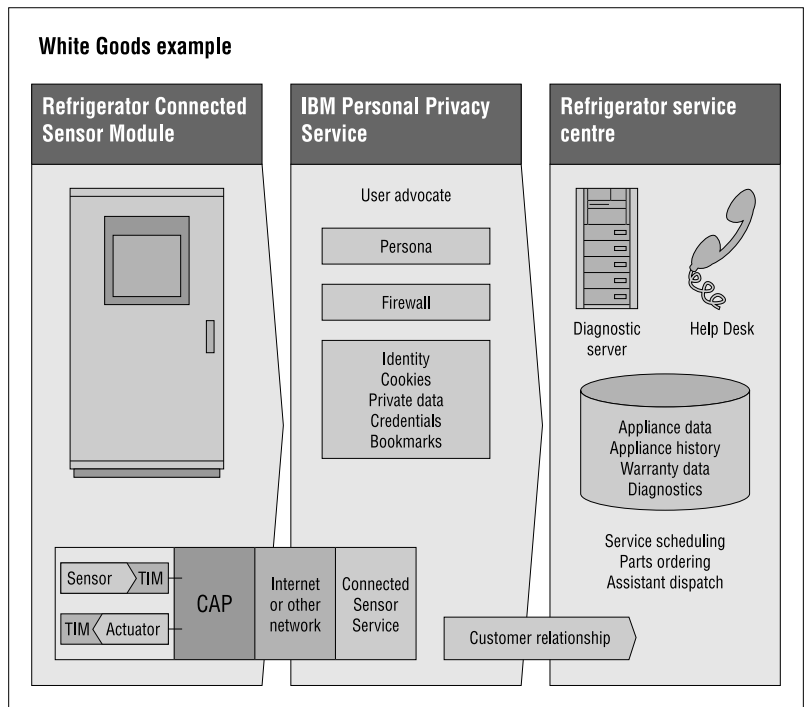 White Goods example
Refrigerator Connected
Sensor Module
IBM Personal Privacy
Service
Refrigerator service
centre
User advocate
Persona
Firewall
Identity
Cookies
Private data
Credentials
Bookmarks
Diagnostic
server
Help Desk
Appliance data
Appliance history
Warranty data
Diagnostics
Service scheduling
Parts ordering
Assistant dispatch
Sensor
TIM
TIM
Actuator
CAP
Internet
or other
network
Connected
Sensor
Service
Customer relationship